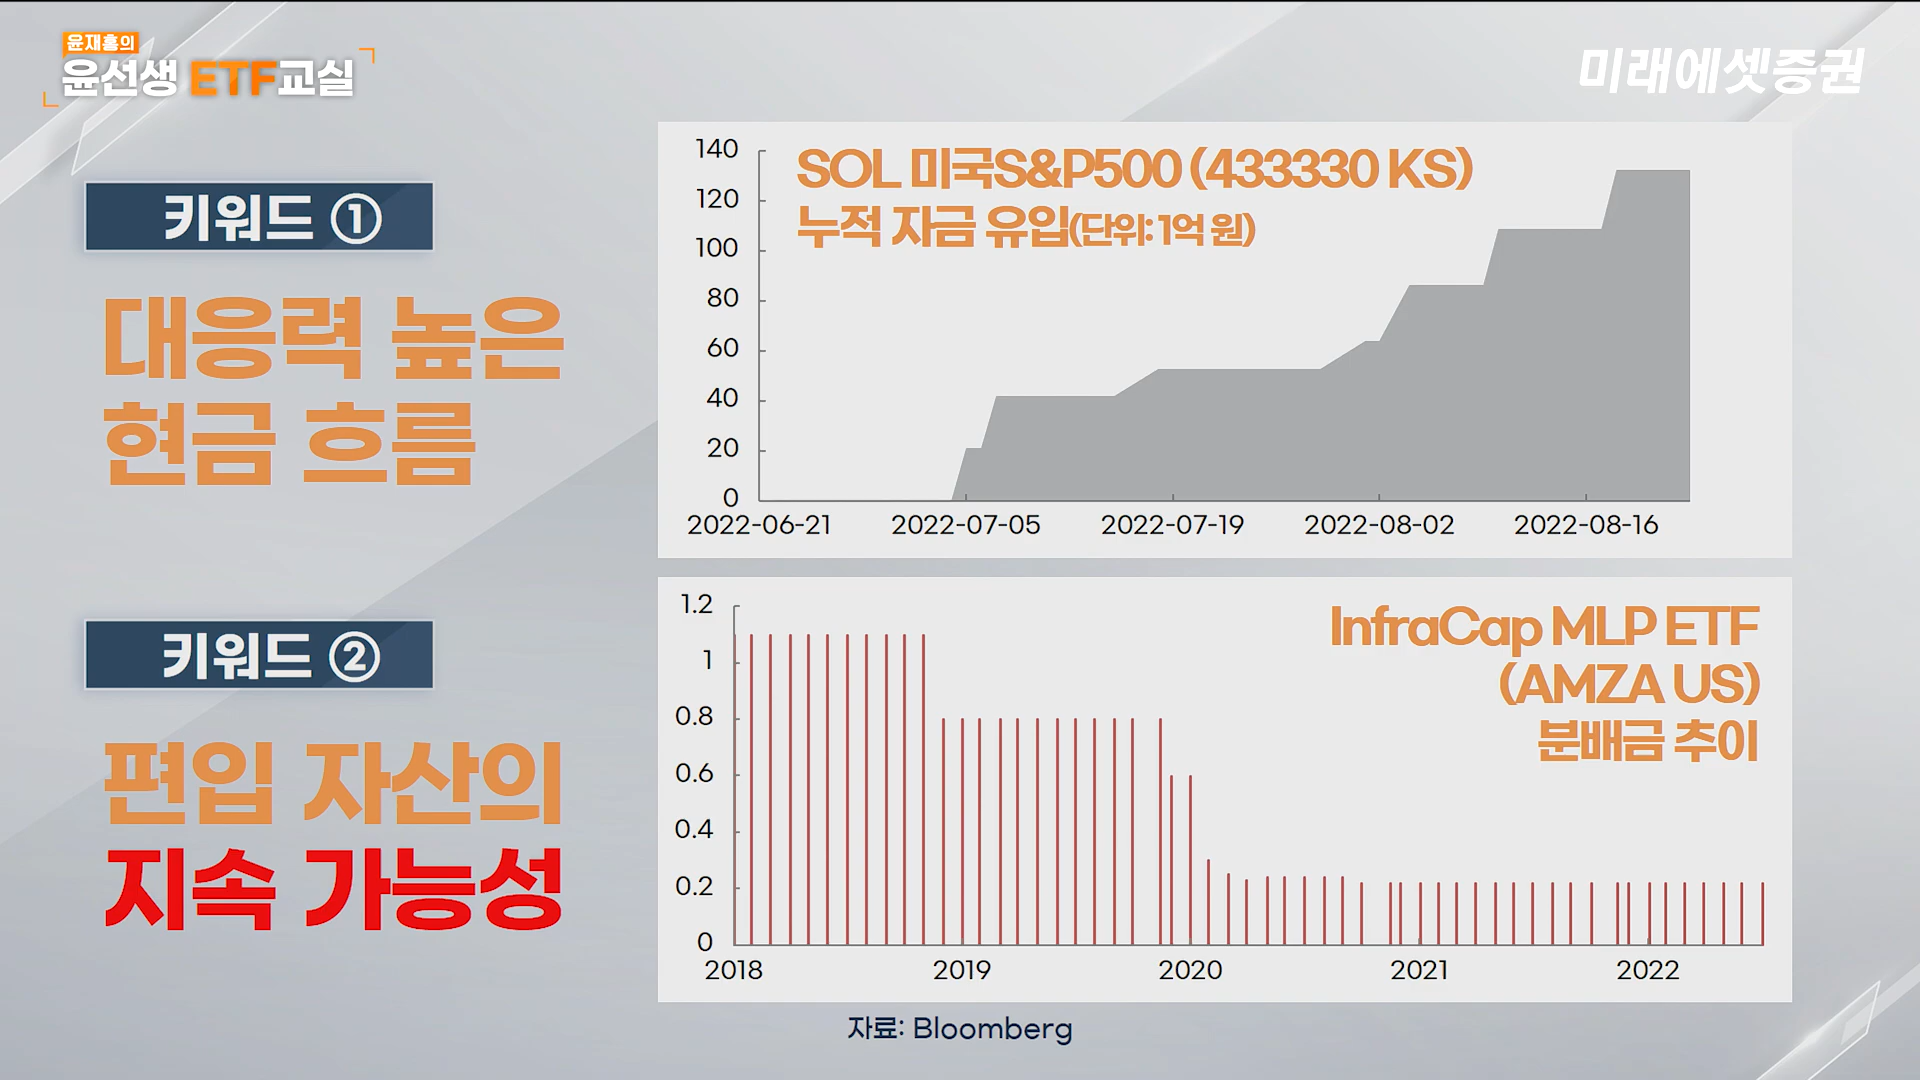 윤재홍의
윤선생 ETF교실
미래에셋증권
키워드 ①
대응력 높은
현금 흐름
키워드 ②
편입 자산의
지속 가능성
SOL 미국S&P500 (433330 KS)
누적 자금 유입(단위: 1억 원)
140
120
100
80
60
40
20
0
2022-06-21 2022-07-05 2022-07-19 2022-08-02 2022-08-16
InfraCap MLP ETF
(AMZA US)
분배금 추이
1.2
1
0.8
0.6
0.4
0.2
0
2018 2019 2020 2021 2022
자료: Bloomberg